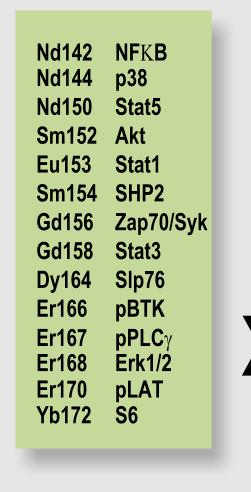 Nd142 NFKB
Nd144 p38
Nd150 Stat5
Sm152 Akt
Eu153 Stat1
Sm154 SHP2
Gd156 Zap70/Syk
Gd158 Stat3
Dy164 Slp76
Er166 pBTK
Er167 pPLCγ
Er168 Erk1/2
Er170 pLAT
Yb172 S6